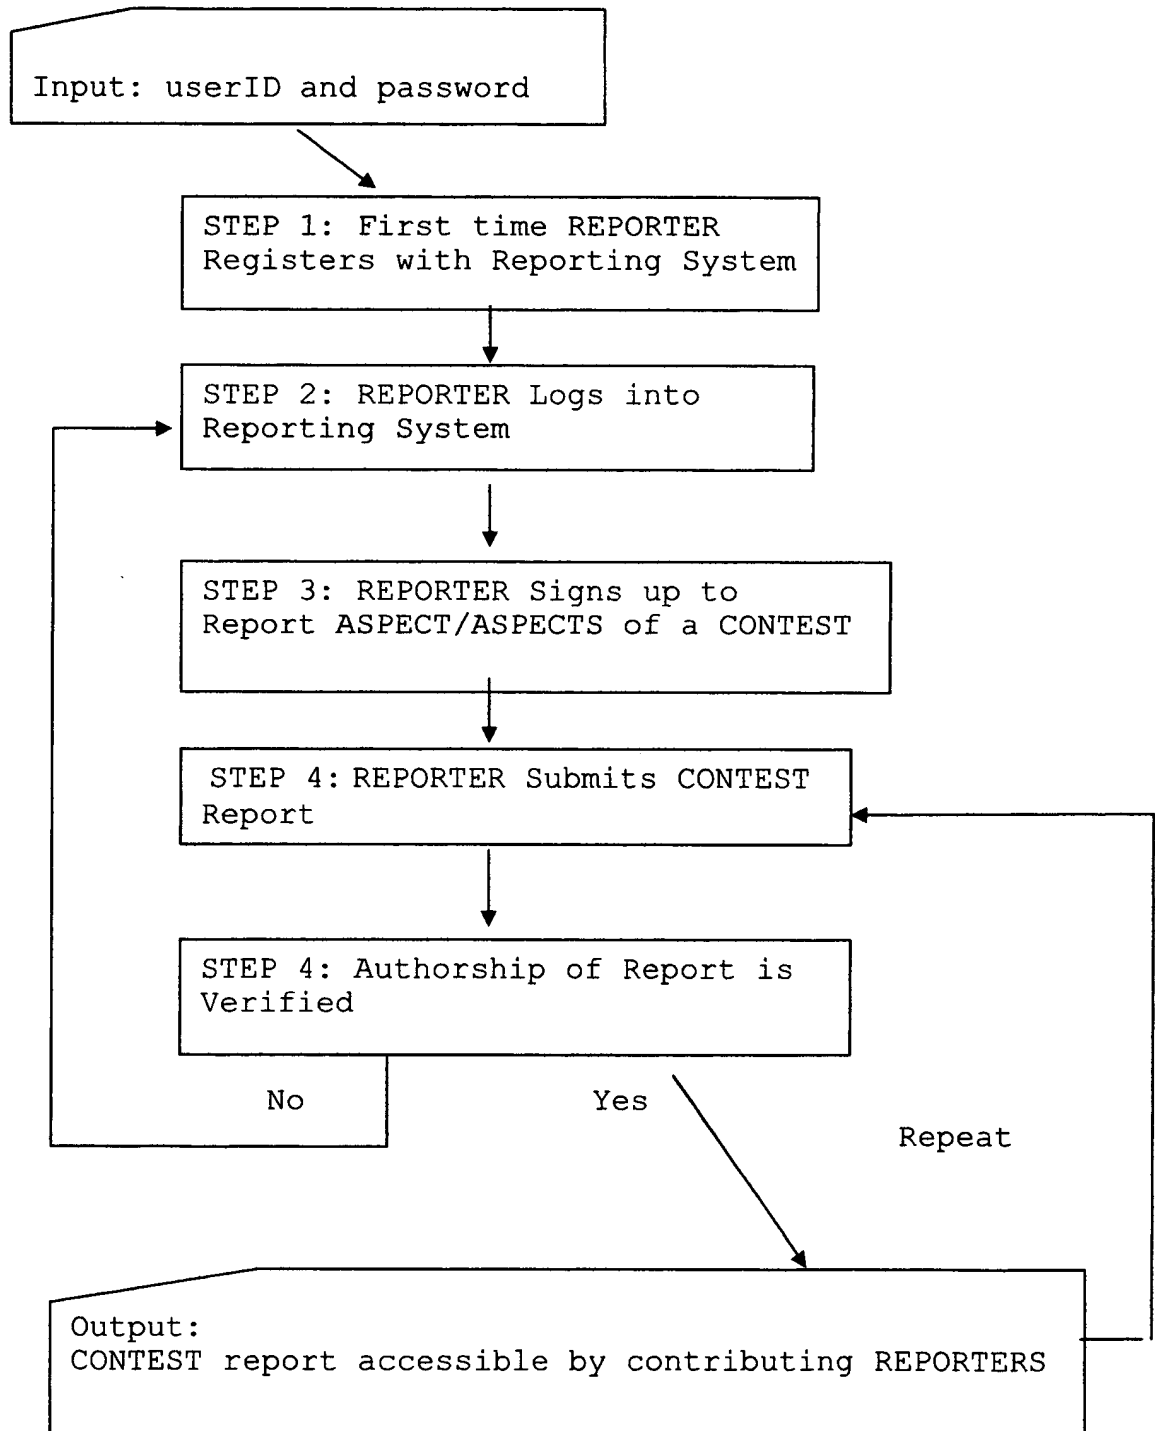 Input: userID and password
STEP 1: First time REPORTER
Registers with Reporting System
STEP 2: REPORTER Logs into
Reporting System
STEP 3: REPORTER Signs up to
Report ASPECT/ASPECTS of a CONTEST
STEP 4: REPORTER Submits CONTEST
Report
STEP 4: Authorship of Report is
Verified
No
Yes
Repeat
Output:
CONTEST report accessible by contributing REPORTERS